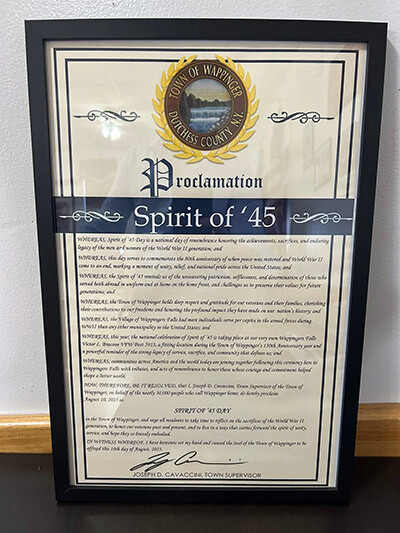 TOWN OF WAPPINGER
DUTCHESS COUNTY N.Y.
Proclamation
Spirit of ‘45
WHEREAS, Spirit of '45 Day is a national day of remembrance honoring the achievements, sacrifices, and enduring
legacy of the men and women of the World War II generation; and
WHEREAS, this day serves to commemorate the 80th anniversary of when peace was restored and World War II
came to an end, marking a moment of unity, relief, and national pride across the United States; and
WHEREAS, the Spirit of '45 reminds us of the unwavering patriotism, selflessness, and determination of those who
served both abroad in uniform and at home on the home front, and challenges us to preserve their values for future
generations; and
WHEREAS, the Town of Wappinger holds deep respect and gratitude for our veterans and their families, cherishing
their contributions to our freedoms and honoring the profound impact they have made on our nation's history; and
WHEREAS, the Village of Wappingers Falls had more individuals serve per capita in the armed forces during
WWII than any other municipality in the United States; and
WHEREAS, this year, the national celebration of Spirit of '45 is taking place at our very own Wappingers Falls
Victor L. Briccone VFW Post 5913, a fitting location during the Town of Wappinger's 150th Anniversary year and
a powerful reminder of the strong legacy of service, sacrifice, and community that defines us; and
WHEREAS, communities across America and the world today are joining together following this ceremony here in
Wappingers Falls with tributes, and acts of remembrance to honor those whose courage and commitment helped
shape a better world;
NOW, THEREFORE, BE IT RESOLVED, that I, Joseph D. Cavaccini, Town Supervisor of the Town of
Wappinger, on behalf of the nearly 30,000 people who call Wappinger home, do hereby proclaim
August 10, 2025 as
SPIRIT OF '45 DAY
in the Town of Wappinger, and urge all residents to take time to reflect on the sacrifices of the World War II
generation, to honor our veterans past and present, and to live in a way that carries forward the spirit of unity,
service, and hope they so bravely embodied.
IN WITNESS WHEREOF, I have hereunto set my hand and caused the Seal of the Town of Wappinger to be
affixed this 10th day of August, 2025.
JOSEPH D. CAVACCINI, TOWN SUPERVISOR